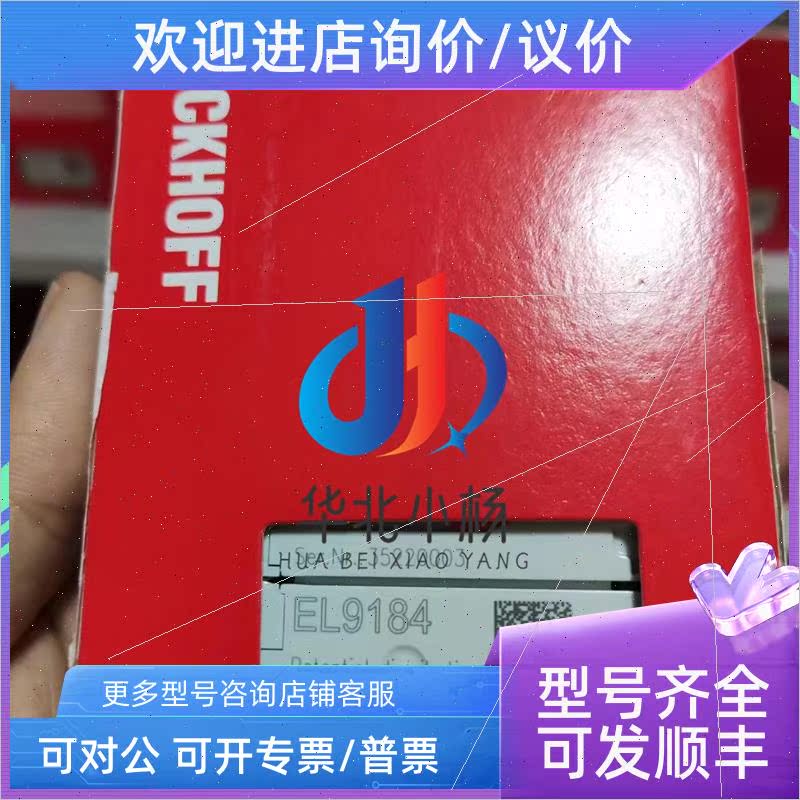 欢迎进店询价/议价
CKHOFF
华北小杨
HUA BEI XIAO YANG
EL9184
更多型号咨询店铺客服
可对公 可开专票/普票
型号齐全
可发顺丰